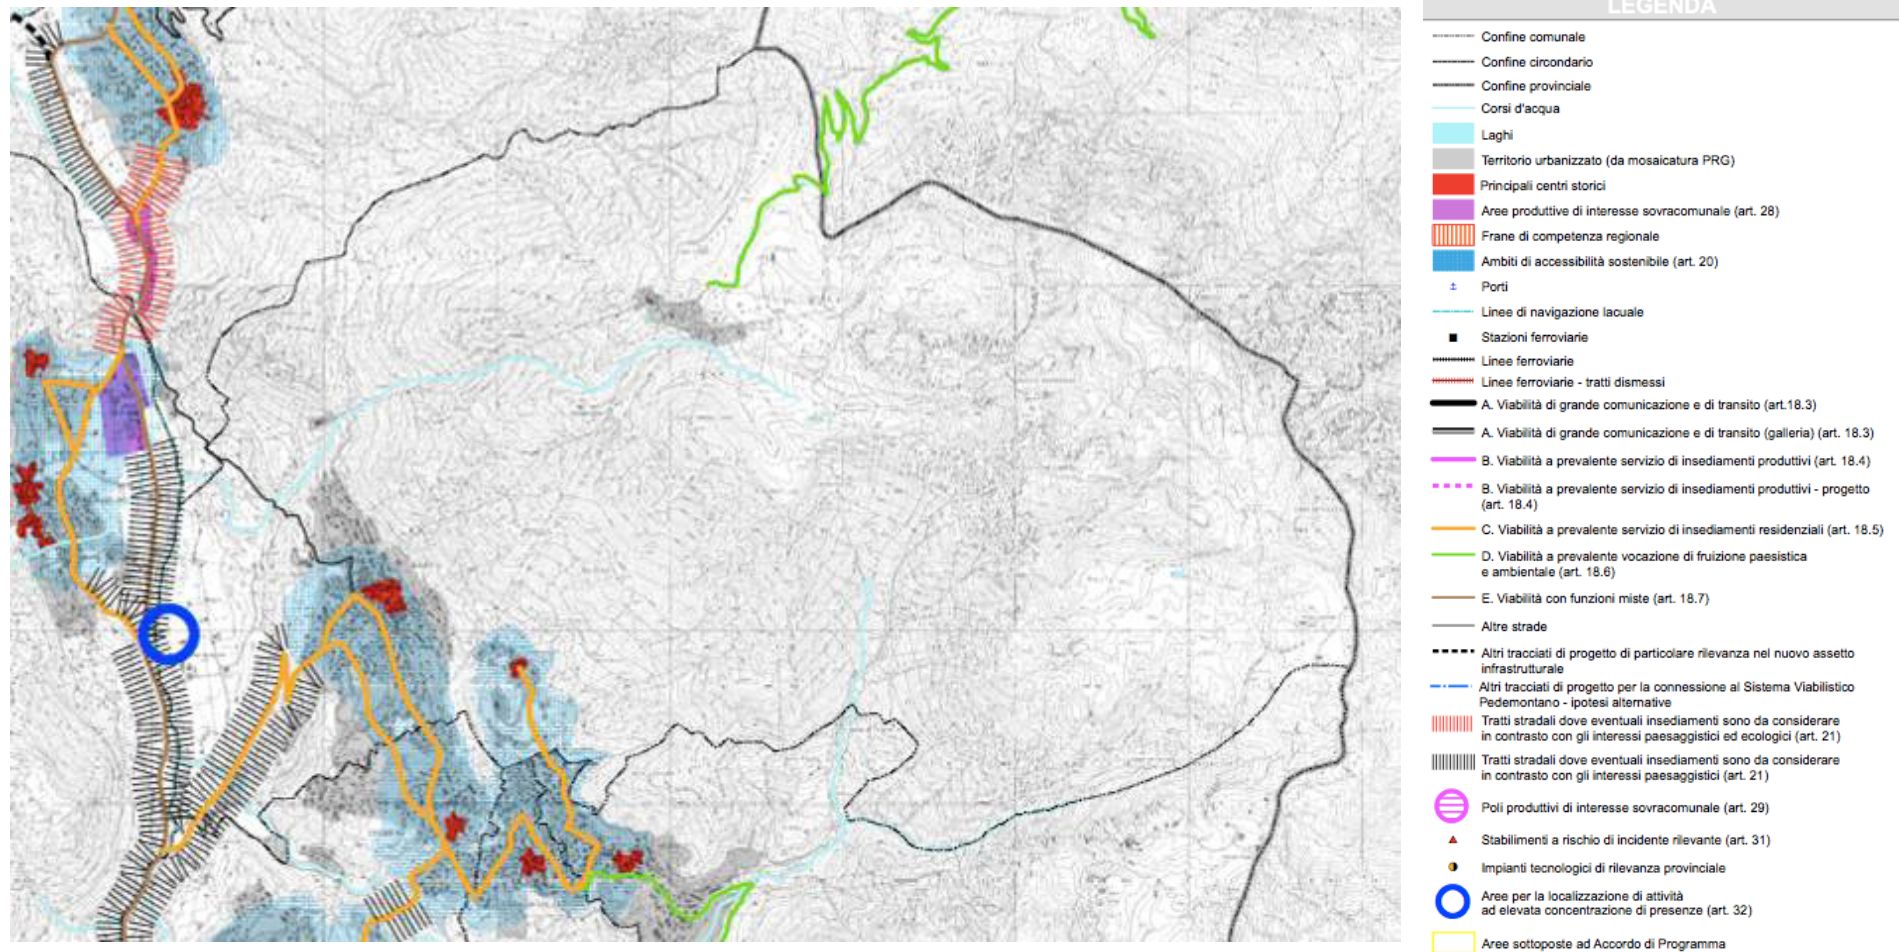 LEGENDA
Confine comunale
Confine circondario
Confine provinciale
Corsi d'acqua
Laghi
Territorio urbanizzato (da mosaicatura PRG)
Principali centri storici
Aree produttive di interesse sovracomunale (art. 28)
Frane di competenza regionale
Ambiti di accessibilità sostenibile (art. 20)
Porti
Linee di navigazione lacuale
Stazioni ferroviarie
Linee ferroviarie
Linee ferroviarie - tratti dismessi
A. Viabilità di grande comunicazione e di transito (art.18.3)
A. Viabilità di grande comunicazione e di transito (galleria) (art. 18.3)
B. Viabilità a prevalente servizio di insediamenti produttivi (art. 18.4)
B. Viabilità a prevalente servizio di insediamenti produttivi - progetto
(art. 18.4)
C. Viabilità a prevalente servizio di insediamenti residenziali (art. 18.5)
D. Viabilità a prevalente vocazione di fruizione paesistica
e ambientale (art. 18.6)
E. Viabilità con funzioni miste (art. 18.7)
Altre strade
Altri tracciati di progetto di particolare rilevanza nel nuovo assetto
infrastrutturale
Altri tracciati di progetto per la connessione al Sistema Viabilistico
Pedemontano - ipotesi alternative
Tratti stradali dove eventuali insediamenti sono da considerare
in contrasto con gli interessi paesaggistici ed ecologici (art. 21)
Tratti stradali dove eventuali insediamenti sono da considerare
in contrasto con gli interessi paesaggistici (art. 21)
Poli produttivi di interesse sovracomunale (art. 29)
Stabilimenti a rischio di incidente rilevante (art. 31)
Impianti tecnologici di rilevanza provinciale
Aree per la localizzazione di attività
ad elevata concentrazione di presenze (art. 32)
Aree sottoposte ad Accordo di Programma